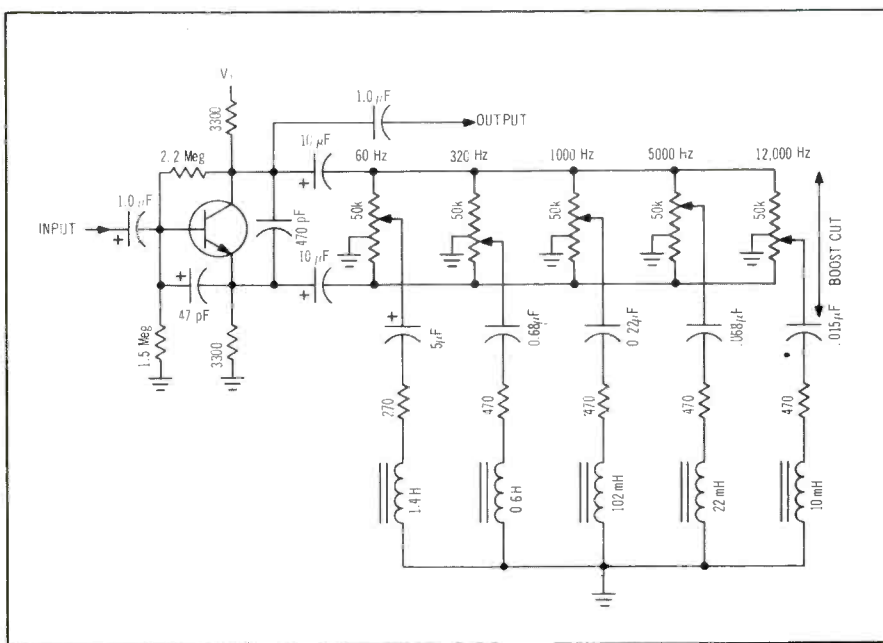 V₁
3300
1.0 µF
OUTPUT
2.2 Meg
10 µF
60 Hz
320 Hz
1000 Hz
5000 Hz
12,000 Hz
1.0 µF
INPUT
+
+
470 pF
50k
50k
50k
50k
50k
BOOST CUT
+
10 µF
+
47 pF
1.5 Meg
3300
+
5µF
0.68µF
0.22µF
.068µF
.015µF
270
470
470
470
470
1.4 H
0.6 H
102 mH
22 mH
10 mH